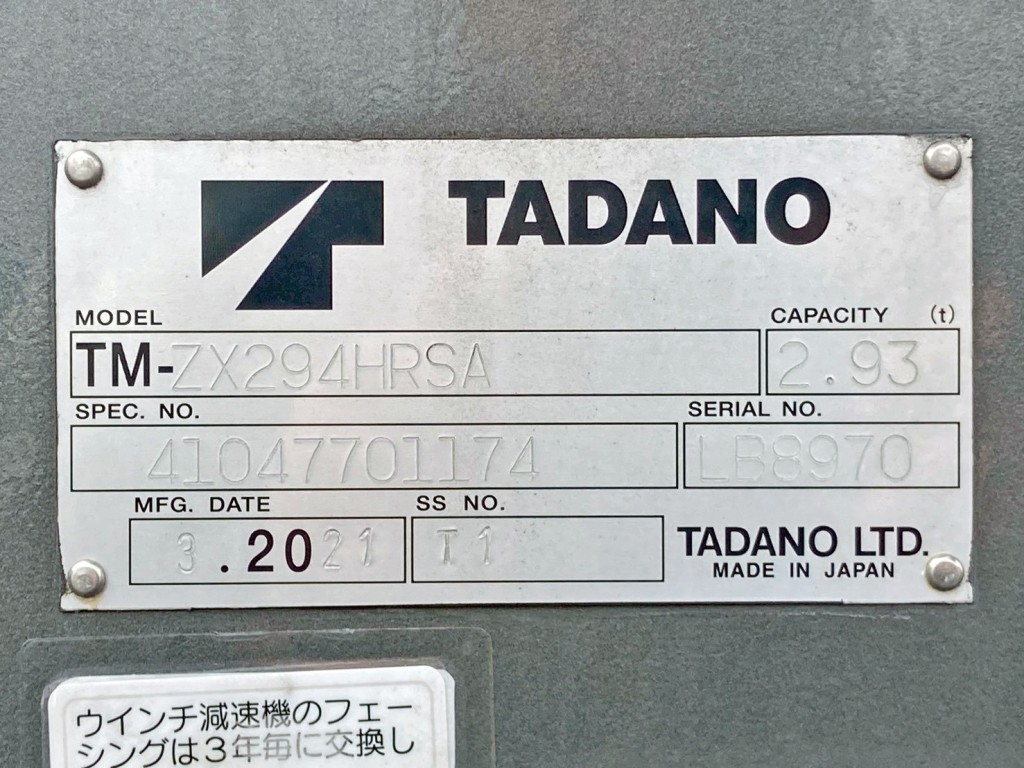 TADANO
MODEL
CAPACITY (t)
TM-ZX294HRSA
2.93
SPEC. NO.
SERIAL NO.
41047701174
LB8970
MFG. DATE
SS NO.
3.2021
T1
TADANO LTD.
MADE IN JAPAN
ウインチ減速機のフェー
シングは3年毎に交換し